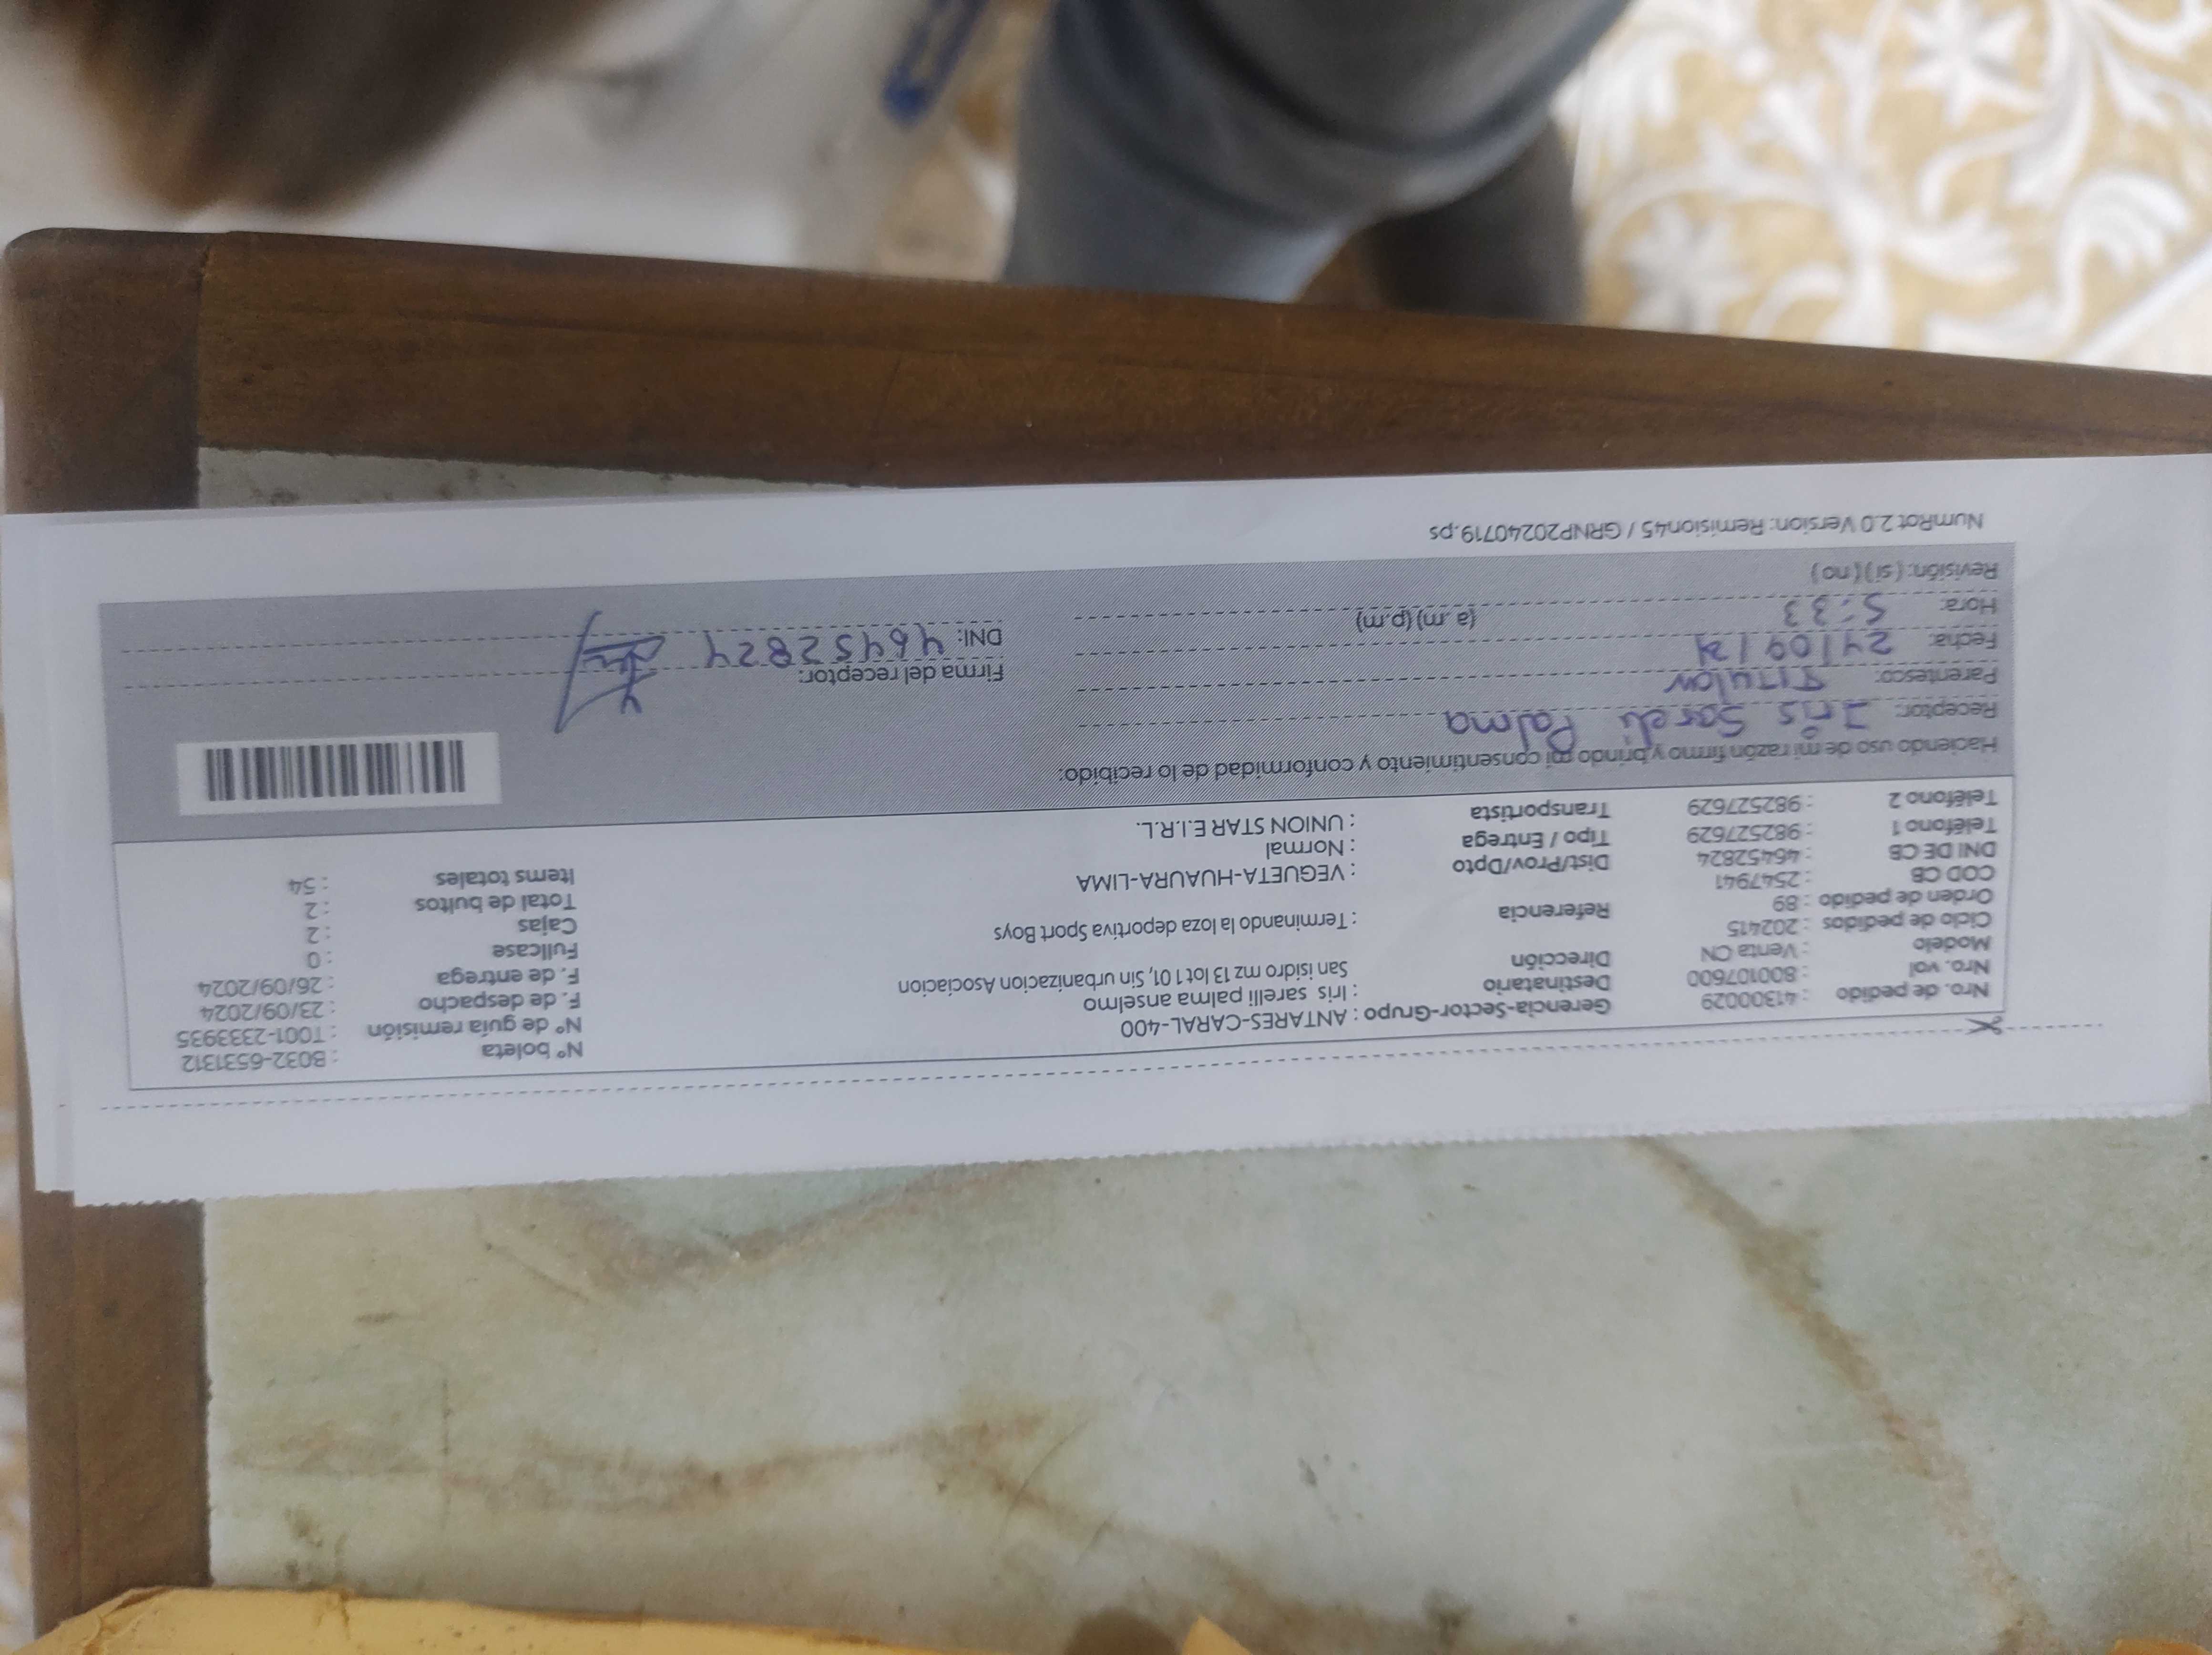 Nro. de pedido : 41300029 Gerencia-Sector-Grupo : ANTARES-CARAL-400 N° boleta : B032-6531312
Nro. vol : 800107600 Destinatario : Iris sarelli palma anselmo N° de guía remisión : T001-2333935
Modelo : Venta CN Dirección San isidro mz 13 lot 1 01, Sin urbanizacion Asociacion F. de despacho : 23/09/2024
Ciclo de pedidos : 202415 F. de entrega : 26/09/2024
Orden de pedido : 89 Referencia : Terminando la loza deportiva Sport Boys Fullcase : 0
COD CB : 2547941 Cajas : 2
DNI DE CB : 46452824 Dist/Prov/Dpto : VEGUETA-HUAURA-LIMA Total de bultos : 2
Teléfono 1 : 982527629 Tipo / Entrega : Normal Items totales : 54
Teléfono 2 : 982527629 Transportista : UNION STAR E.I.R.L.
Haciendo uso de mi razón firmo y brindo mi consentimiento y conformidad de lo recibido:
Receptor: Iris Sareli Palma
Parentesco: Titular Firma del receptor:
Fecha: 24/09/24 DNI: 46452824
Hora: 5:33 (a.m) (p.m)
Revisión: (si) (no)
NumRot 2.0 Version: Remision45 / GRNP20240719.ps